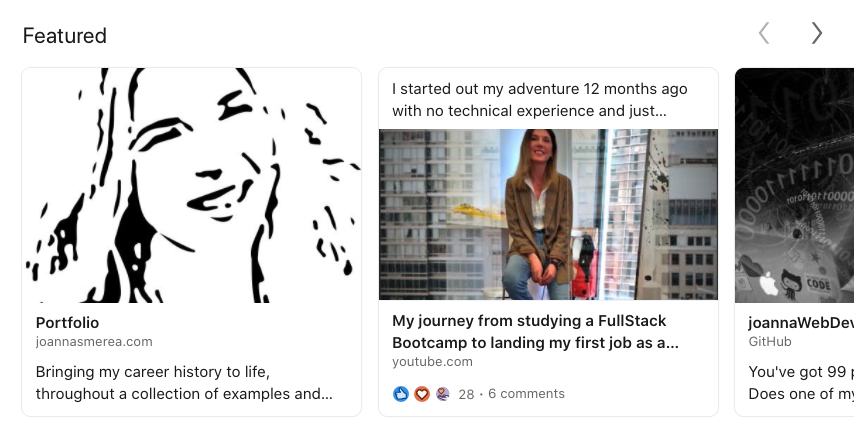 Featured
Portfolio
joannasmerea.com
Bringing my career history to life,
throughout a collection of examples and...
I started out my adventure 12 months ago
with no technical experience and just...
My journey from studying a FullStack
Bootcamp to landing my first job as a...
youtube.com
28 · 6 comments
CODE
joannaWebDev
GitHub
You've got 99 p
Does one of my